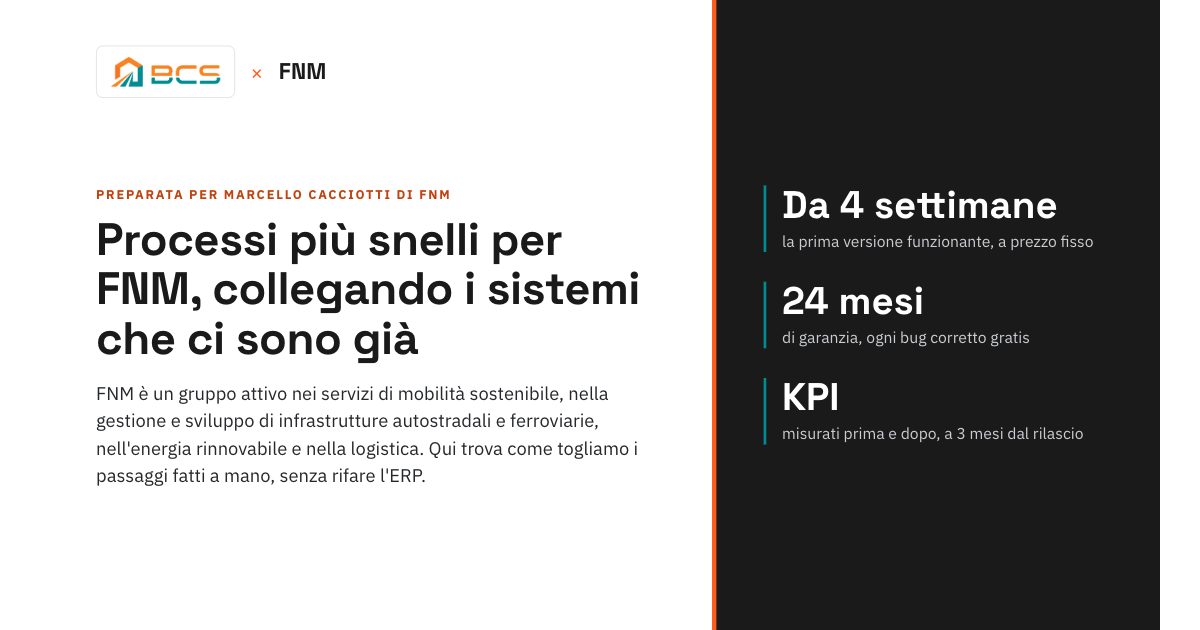 BCS × FNM
PREPARATA PER MARCELLO CACCIOTTI DI FNM
Processi più snelli per
FNM, collegando i sistemi
che ci sono già
FNM è un gruppo attivo nei servizi di mobilità sostenibile, nella
gestione e sviluppo di infrastrutture autostradali e ferroviarie,
nell'energia rinnovabile e nella logistica. Qui trova come togliamo i
passaggi fatti a mano, senza rifare l'ERP.
Da 4 settimane
la prima versione funzionante, a prezzo fisso
24 mesi
di garanzia, ogni bug corretto gratis
KPI
misurati prima e dopo, a 3 mesi dal rilascio